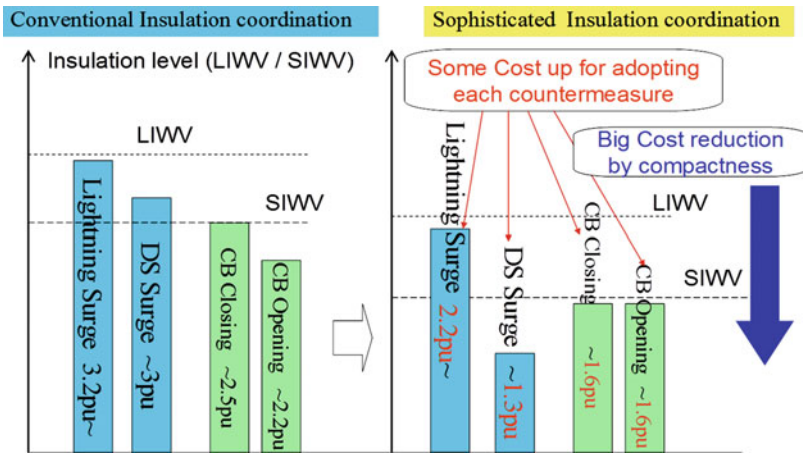 Conventional Insulation coordination
Insulation level (LIWV / SIWV)
LIWV
SIWV
Lightning Surge 3.2pu~
DS Surge ~3pu
CB Closing ~2.5pu
CB Opening ~2.2pu
Sophisticated Insulation coordination
Some Cost up for adopting
each countermeasure
Big Cost reduction
by compactness
LIWV
SIWV
Lightning Surge 2.2pu~
DS Surge ~1.3pu
CB Closing ~1.6pu
CB Opening ~1.6pu